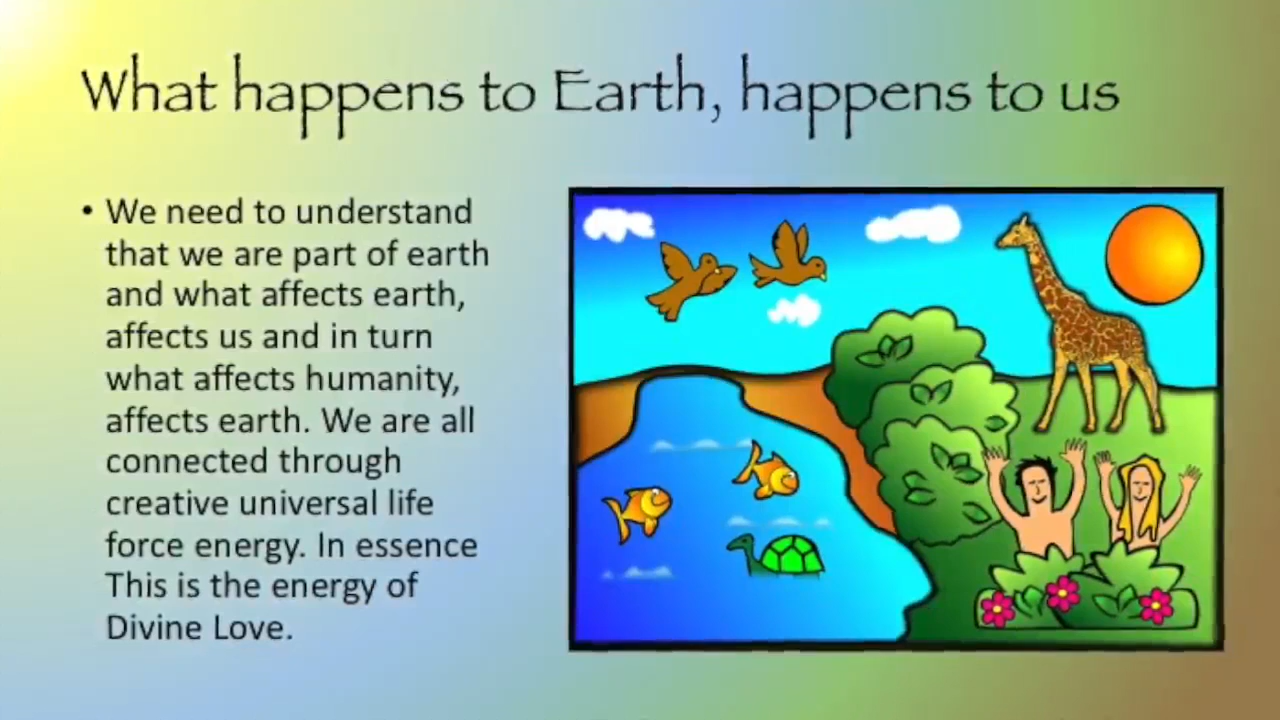 What happens to Earth, happens to us
• We need to understand
that we are part of earth
and what affects earth,
affects us and in turn
what affects humanity,
affects earth. We are all
connected through
creative universal life
force energy. In essence
This is the energy of
Divine Love.